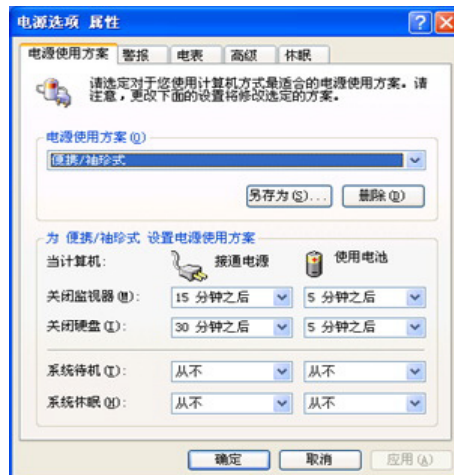 电源选项 属性
电源使用方案 警报 电表 高级 休眠
请选定对于您使用计算机方式最适合的电源使用方案。请
注意，更改下面的设置将修改选定的方案。
电源使用方案(O)
便携/袖珍式
另存为(S)... 删除(D)
为 便携/袖珍式 设置电源使用方案
当计算机： 接通电源 使用电池
关闭监视器(M)： 15 分钟之后 5 分钟之后
关闭硬盘(I)： 30 分钟之后 5 分钟之后
系统待机(T)： 从不 从不
系统休眠(H)： 从不 从不
确定 取消 应用(A)